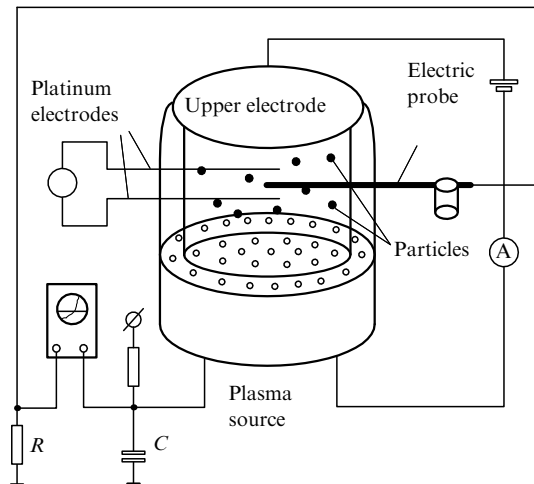 Platinum
electrodes
Upper electrode
Electric
probe
Particles
A
Plasma
source
R
C